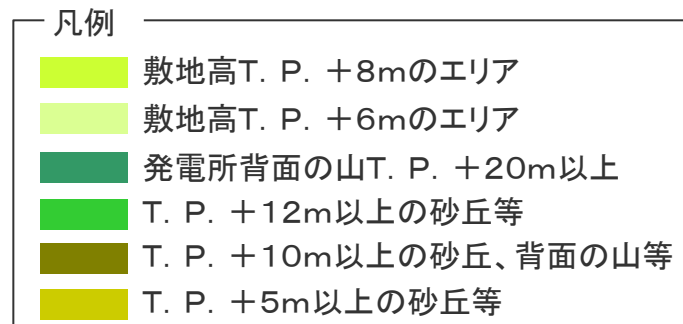 凡例
敷地高T．P．＋8mのエリア
敷地高T．P．＋6mのエリア
発電所背面の山T．P．＋20m以上
T．P．＋12m以上の砂丘等
T．P．＋10m以上の砂丘、背面の山等
T．P．＋5m以上の砂丘等